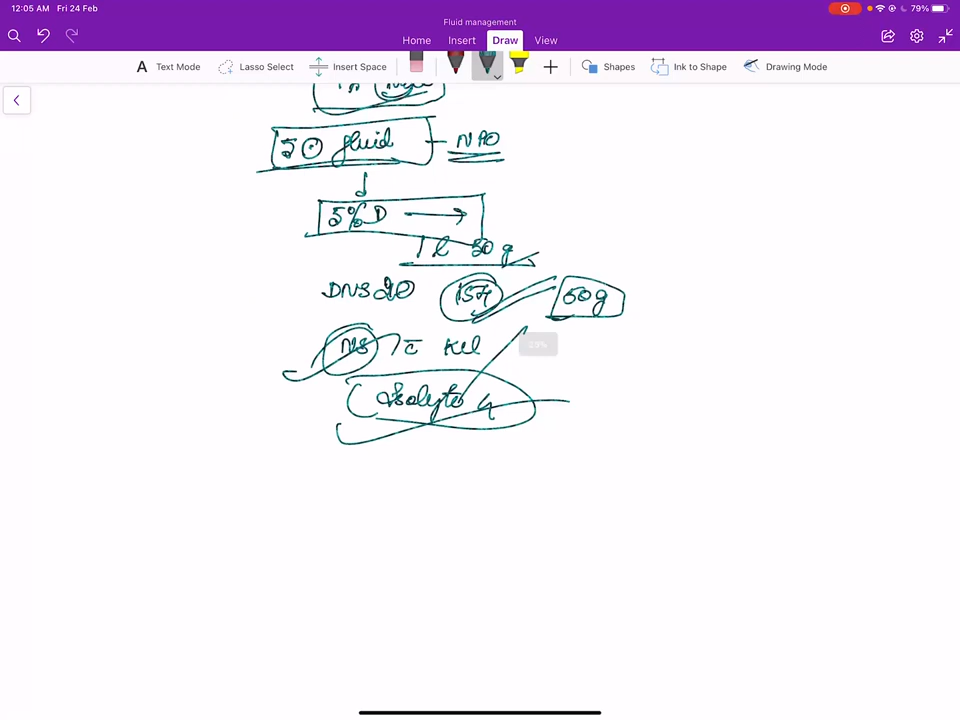 12:05 AM Fri 24 Feb 79%
Fluid management
Home Insert Draw View
A Text Mode Lasso Select Insert Space Shapes Ink to Shape Drawing Mode
fluid NPO
5% D →
1 l 50 g
DNS 154 50g
NS c̄ KCl
Isolyte